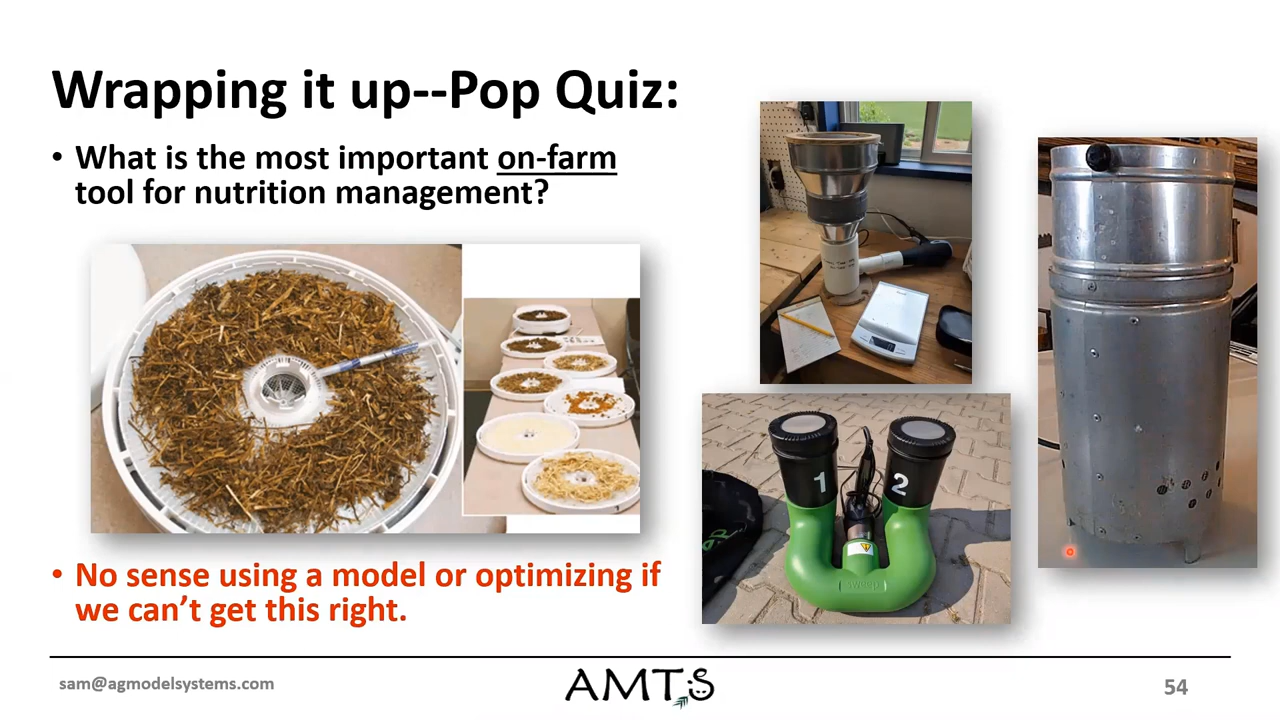 Wrapping it up--Pop Quiz:
• What is the most important on-farm
tool for nutrition management?
1
2
• No sense using a model or optimizing if
we can’t get this right.
sam@agmodelsystems.com
AMTS
54